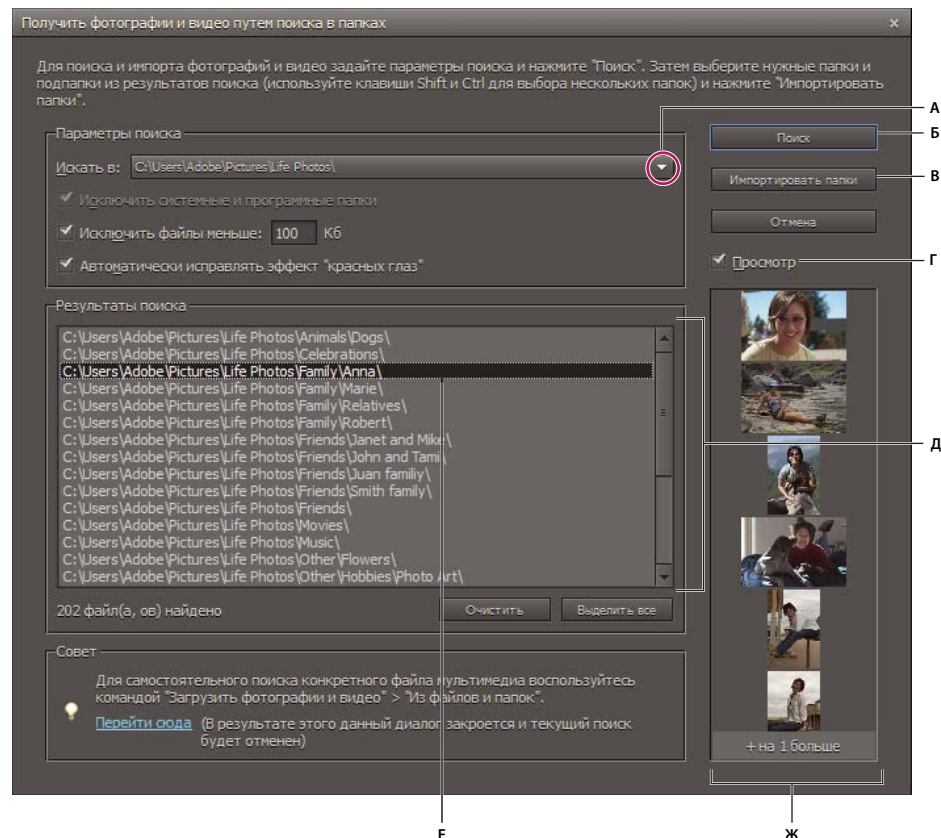 Получить фотографии и видео путем поиска в папках
Для поиска и импорта фотографий и видео задайте параметры поиска и нажмите "Поиск". Затем выберите нужные папки и
подпапки из результатов поиска (используйте клавиши Shift и Ctrl для выбора нескольких папок) и нажмите "Импортировать
папки".
А
Параметры поиска
Поиск
Б
Искать в: C:\Users\Adobe\Pictures\Life Photos\
Импортировать папки
В
Исключить системные и программные папки
Отмена
Исключить файлы меньше: 100 Кб
Автоматически исправлять эффект "красных глаз"
Просмотр
Г
Результаты поиска
C:\Users\Adobe\Pictures\Life Photos\Animals\Dogs\
C:\Users\Adobe\Pictures\Life Photos\Celebrations\
C:\Users\Adobe\Pictures\Life Photos\Family\Anna\
C:\Users\Adobe\Pictures\Life Photos\Family\Marie\
C:\Users\Adobe\Pictures\Life Photos\Family\Relatives\
C:\Users\Adobe\Pictures\Life Photos\Family\Robert\
C:\Users\Adobe\Pictures\Life Photos\Friends\Janet and Mike\
C:\Users\Adobe\Pictures\Life Photos\Friends\John and Tami\
C:\Users\Adobe\Pictures\Life Photos\Friends\Juan familiy\
C:\Users\Adobe\Pictures\Life Photos\Friends\Smith family\
C:\Users\Adobe\Pictures\Life Photos\Friends\
C:\Users\Adobe\Pictures\Life Photos\Movies\
C:\Users\Adobe\Pictures\Life Photos\Music\
C:\Users\Adobe\Pictures\Life Photos\Other\Flowers\
C:\Users\Adobe\Pictures\Life Photos\Other\Hobbies\Photo Art\
Д
202 файл(а, ов) найдено
Очистить
Выделить все
Совет
Для самостоятельного поиска конкретного файла мультимедиа воспользуйтесь
командой "Загрузить фотографии и видео" > "Из файлов и папок".
Перейти сюда (В результате этого данный диалог закроется и текущий поиск
будет отменен)
+ на 1 больше
Е
Ж